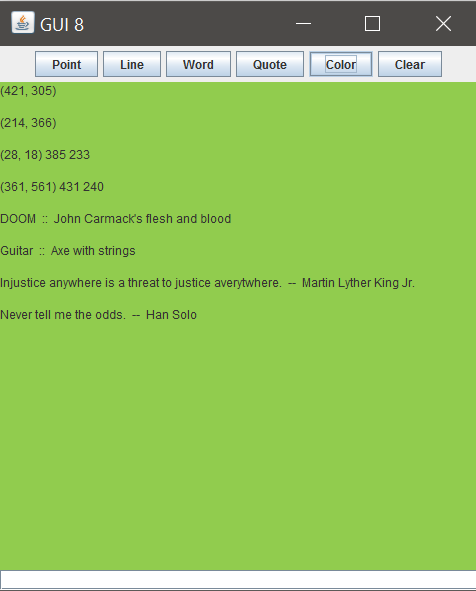 GUI 8
Point Line Word Quote Color Clear
(421, 305)
(214, 366)
(28, 18) 385 233
(361, 561) 431 240
DOOM :: John Carmack's flesh and blood
Guitar :: Axe with strings
Injustice anywhere is a threat to justice averytwhere. -- Martin Lyther King Jr.
Never tell me the odds. -- Han Solo